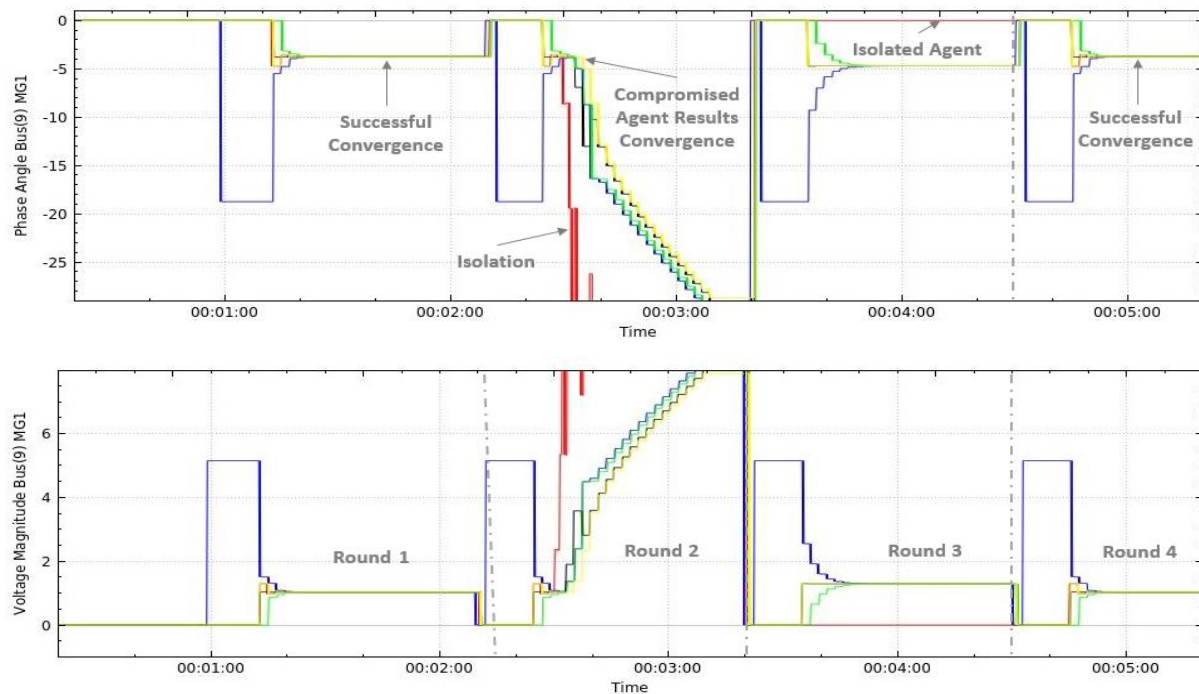 0
-5
-10
-15
-20
-25
Phase Angle Bus(9) MG1
Successful
Convergence
Isolation
Compromised
Agent Results
Convergence
Isolated Agent
Successful
Convergence
00:01:00 00:02:00 00:03:00 00:04:00 00:05:00
Time
6
4
2
0
Voltage Magnitude Bus(9) MG1
Round 1 Round 2 Round 3 Round 4
00:01:00 00:02:00 00:03:00 00:04:00 00:05:00
Time